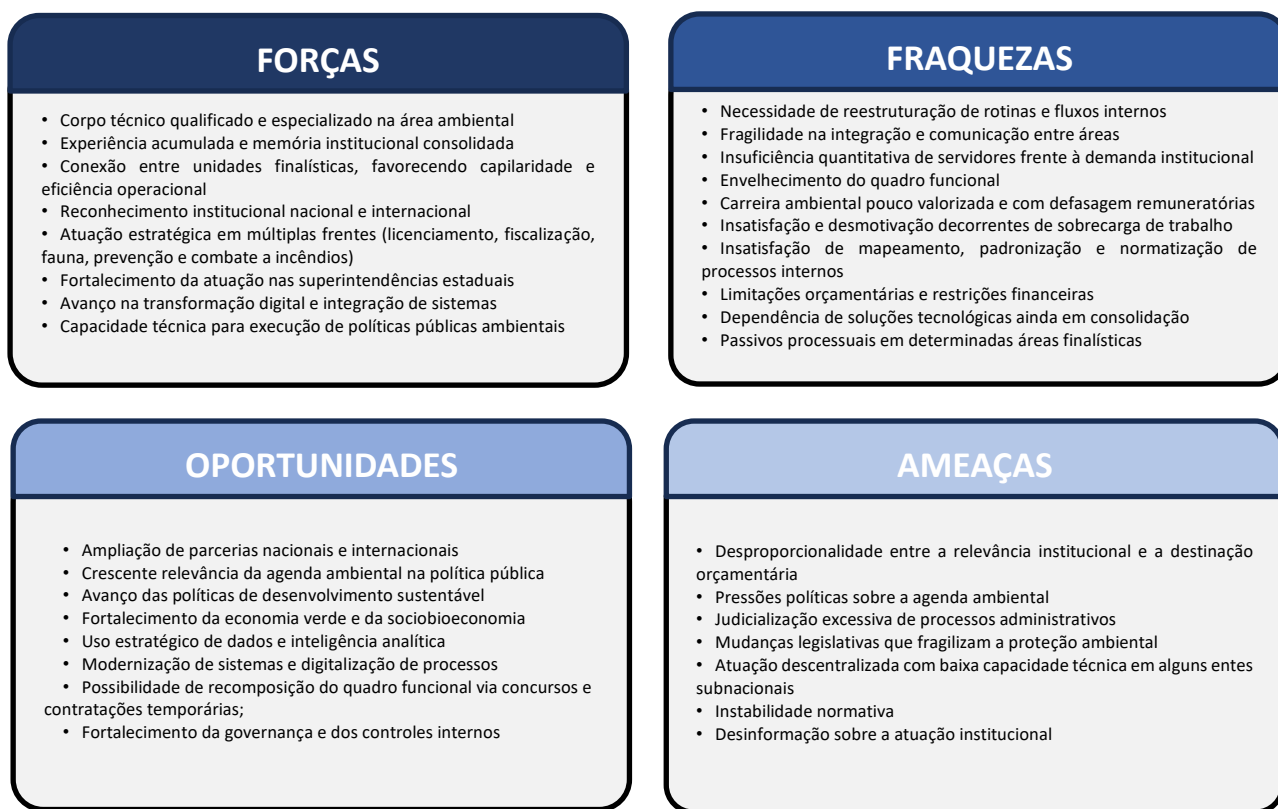 FORÇAS
• Corpo técnico qualificado e especializado na área ambiental
• Experiência acumulada e memória institucional consolidada
• Conexão entre unidades finalísticas, favorecendo capilaridade e
eficiência operacional
• Reconhecimento institucional nacional e internacional
• Atuação estratégica em múltiplas frentes (licenciamento, fiscalização,
fauna, prevenção e combate a incêndios)
• Fortalecimento da atuação nas superintendências estaduais
• Avanço na transformação digital e integração de sistemas
• Capacidade técnica para execução de políticas públicas ambientais
FRAQUEZAS
• Necessidade de reestruturação de rotinas e fluxos internos
• Fragilidade na integração e comunicação entre áreas
• Insuficiência quantitativa de servidores frente à demanda institucional
• Envelhecimento do quadro funcional
• Carreira ambiental pouco valorizada e com defasagem remuneratórias
• Insatisfação e desmotivação decorrentes de sobrecarga de trabalho
• Insatisfação de mapeamento, padronização e normatização de
processos internos
• Limitações orçamentárias e restrições financeiras
• Dependência de soluções tecnológicas ainda em consolidação
• Passivos processuais em determinadas áreas finalísticas
OPORTUNIDADES
• Ampliação de parcerias nacionais e internacionais
• Crescente relevância da agenda ambiental na política pública
• Avanço das políticas de desenvolvimento sustentável
• Fortalecimento da economia verde e da sociobioeconomia
• Uso estratégico de dados e inteligência analítica
• Modernização de sistemas e digitalização de processos
• Possibilidade de recomposição do quadro funcional via concursos e
contratações temporárias;
• Fortalecimento da governança e dos controles internos
AMEAÇAS
• Desproporcionalidade entre a relevância institucional e a destinação
orçamentária
• Pressões políticas sobre a agenda ambiental
• Judicialização excessiva de processos administrativos
• Mudanças legislativas que fragilizam a proteção ambiental
• Atuação descentralizada com baixa capacidade técnica em alguns entes
subnacionais
• Instabilidade normativa
• Desinformação sobre a atuação institucional